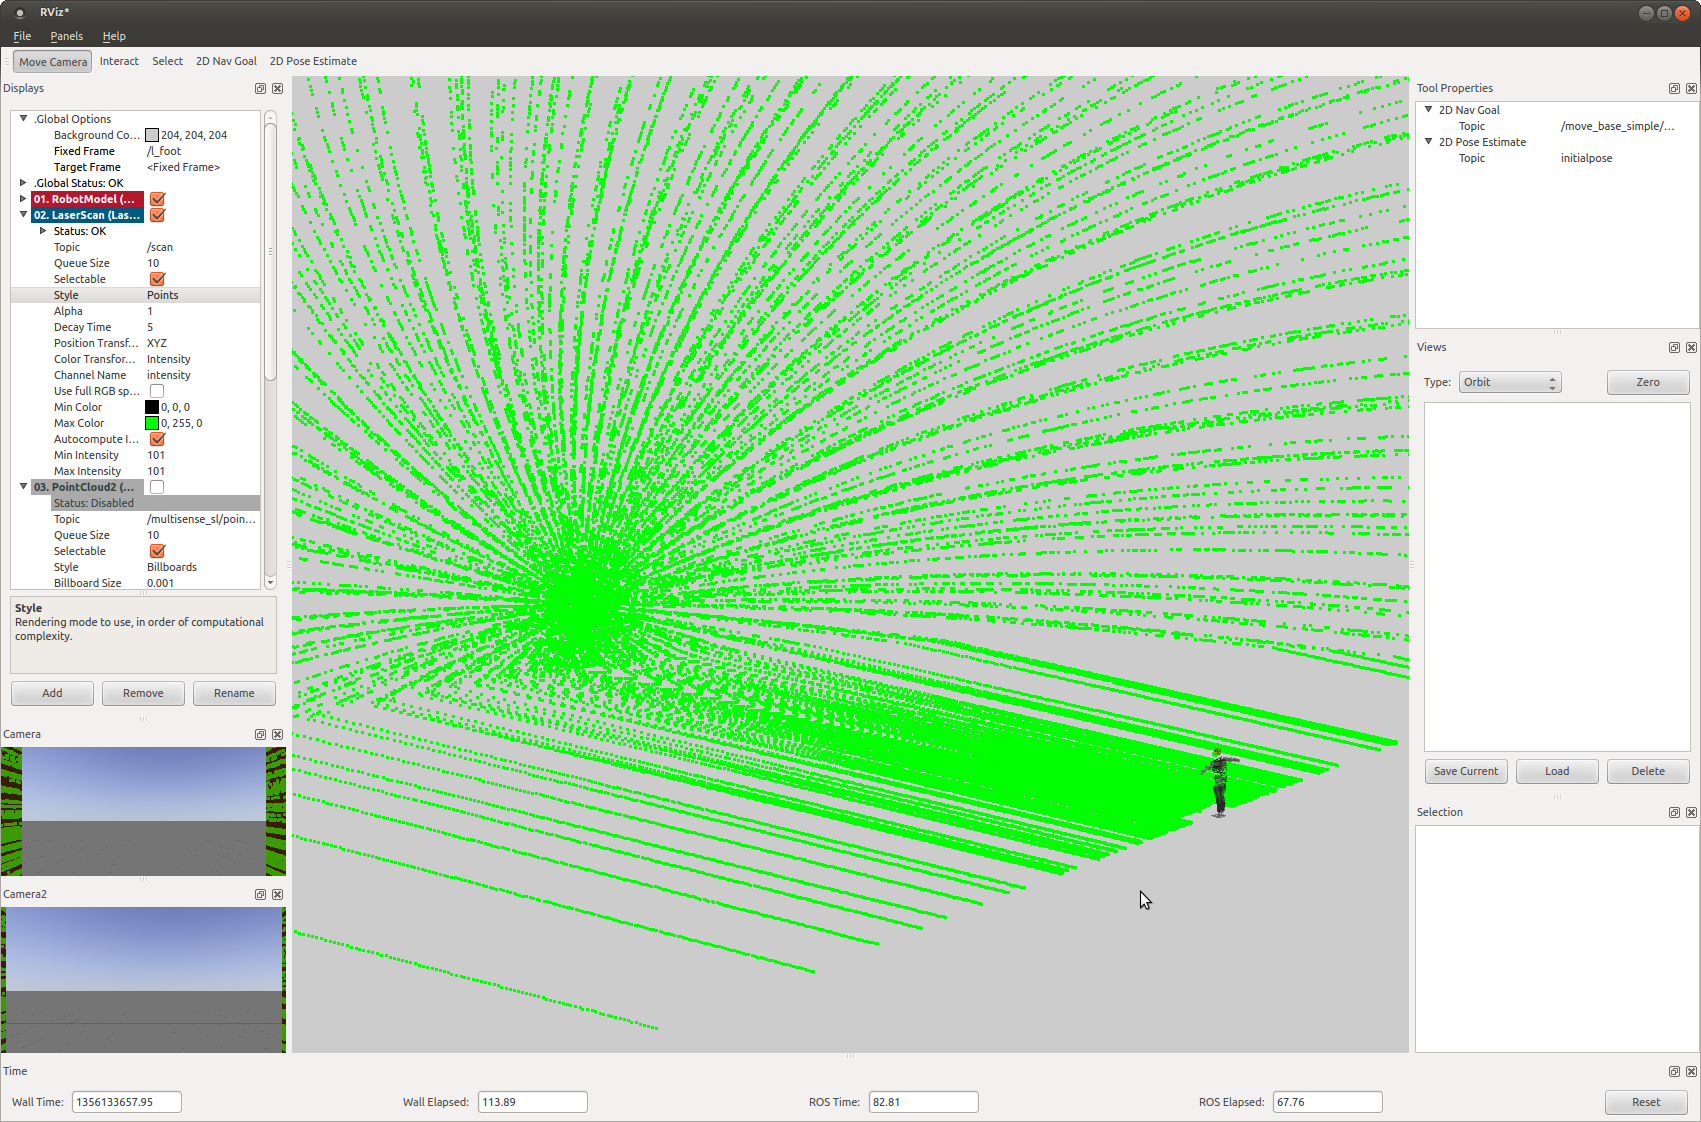 RViz*
File Panels Help
Move Camera Interact Select 2D Nav Goal 2D Pose Estimate
Displays
.Global Options
Background Co... 204, 204, 204
Fixed Frame /l_foot
Target Frame <Fixed Frame>
.Global Status: OK
01. RobotModel (...
02. LaserScan (Las...
Status: OK
Topic /scan
Queue Size 10
Selectable
Style Points
Alpha 1
Decay Time 5
Position Transf... XYZ
Color Transfor... Intensity
Channel Name intensity
Use full RGB sp...
Min Color 0, 0, 0
Max Color 0, 255, 0
Autocompute I...
Min Intensity 101
Max Intensity 101
03. PointCloud2 (...
Status: Disabled
Topic /multisense_sl/poin...
Queue Size 10
Selectable
Style Billboards
Billboard Size 0.001
Style
Rendering mode to use, in order of computational
complexity.
Add Remove Rename
Camera
Camera2
Tool Properties
2D Nav Goal
Topic /move_base_simple/...
2D Pose Estimate
Topic initialpose
Views
Type: Orbit Zero
Save Current Load Delete
Selection
Time
Wall Time: 1356133657.95 Wall Elapsed: 113.89 ROS Time: 82.81 ROS Elapsed: 67.76 Reset